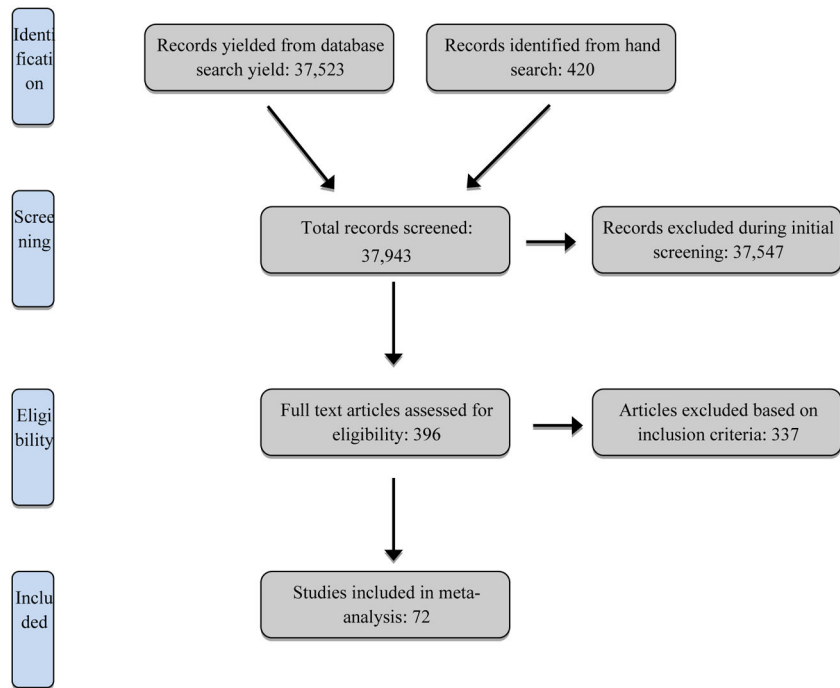 Identi
ficati
on
Records yielded from database
search yield: 37,523
Records identified from hand
search: 420
Scree
ning
Total records screened:
37,943
Records excluded during initial
screening: 37,547
Eligi
bility
Full text articles assessed for
eligibility: 396
Articles excluded based on
inclusion criteria: 337
Inclu
ded
Studies included in meta-
analysis: 72